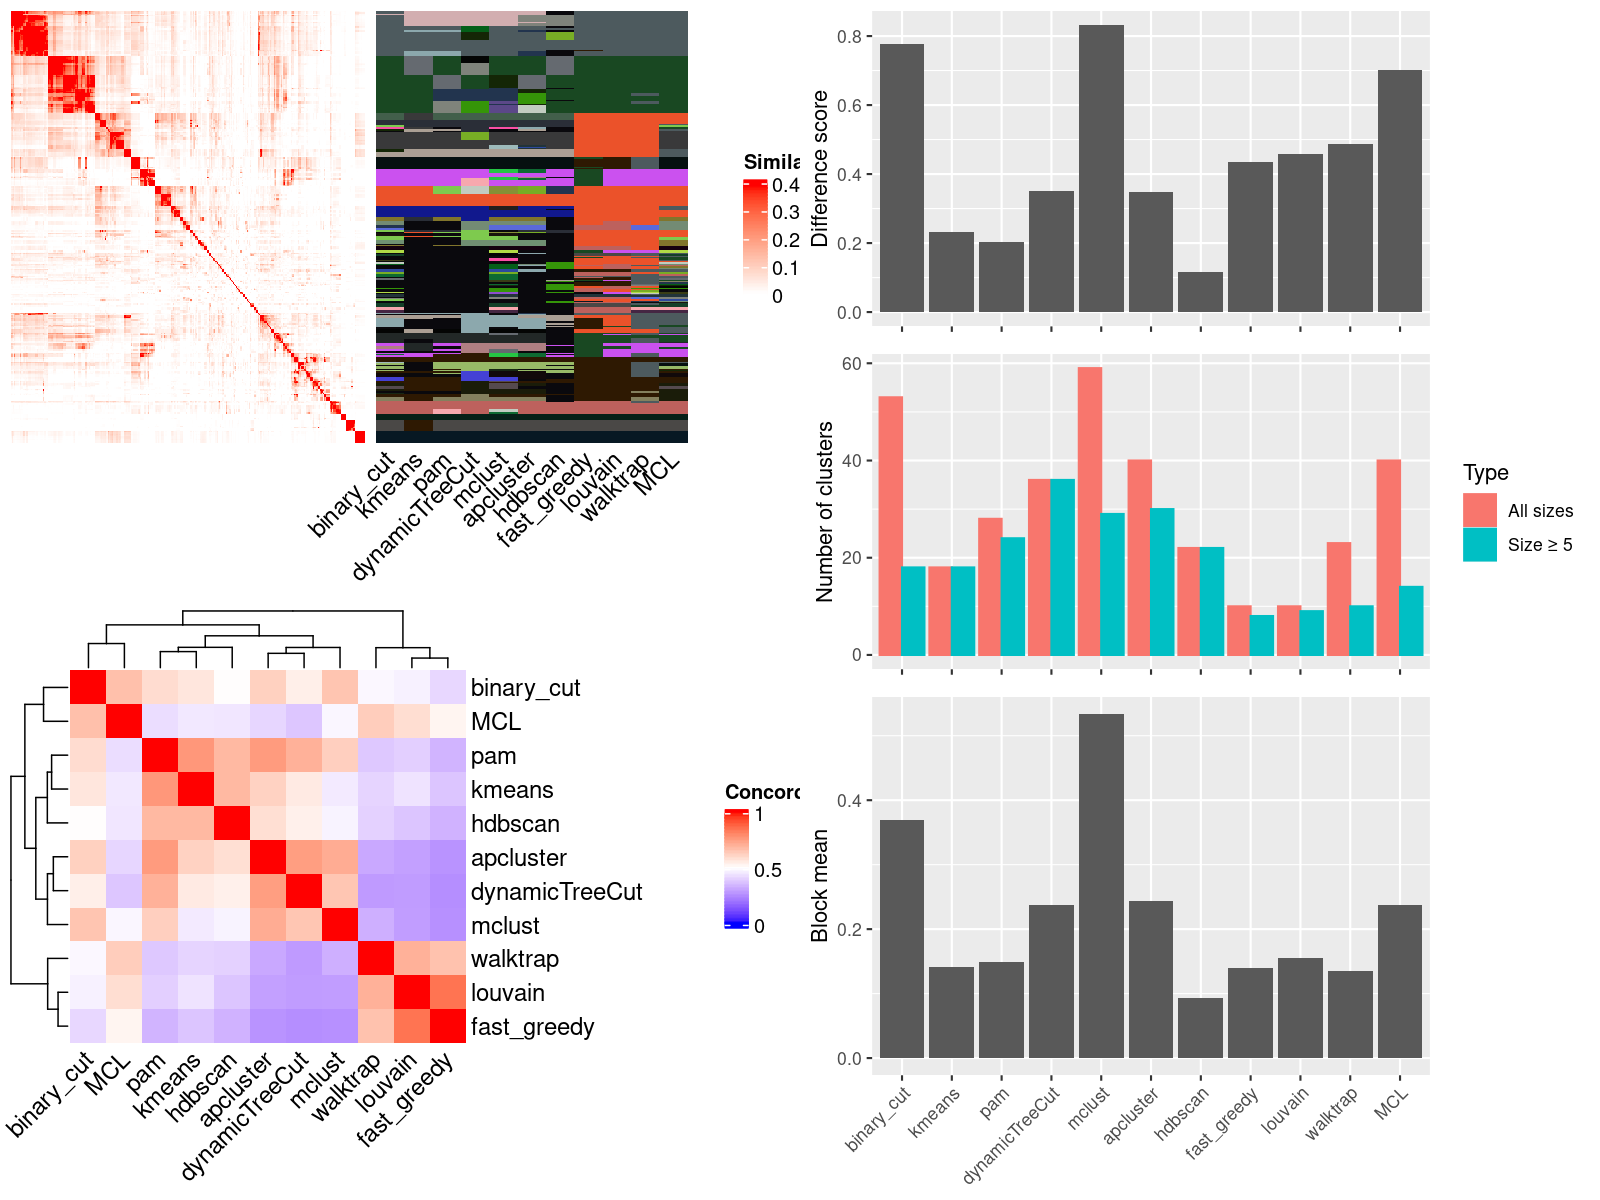 Simila
0.4
0.3
0.2
0.1
0
binary_cut
kmeans
pam
dynamicTreeCut
mclust
apcluster
hdbscan
fast_greedy
louvain
walktrap
MCL
binary_cut
MCL
pam
kmeans
hdbscan
apcluster
dynamicTreeCut
mclust
walktrap
louvain
fast_greedy
binary_cut
MCL
pam
kmeans
hdbscan
apcluster
dynamicTreeCut
mclust
walktrap
louvain
fast_greedy
Concord
1
0.5
0
Difference score
0.8
0.6
0.4
0.2
0.0
Number of clusters
60
40
20
0
Type
All sizes
Size ≥ 5
Block mean
0.4
0.2
0.0
binary_cut
kmeans
pam
dynamicTreeCut
mclust
apcluster
hdbscan
fast_greedy
louvain
walktrap
MCL